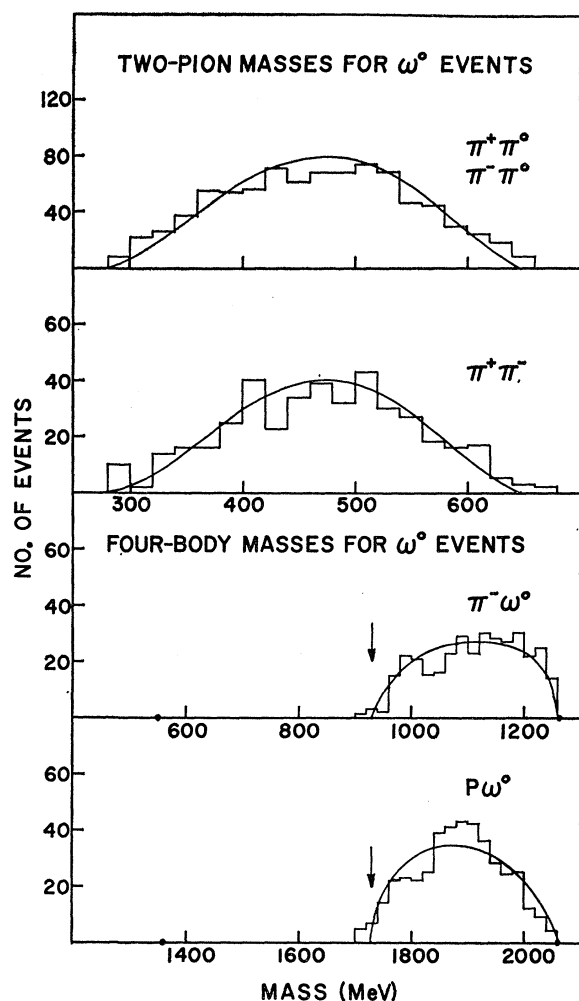 TWO-PION MASSES FOR ω° EVENTS
120
80
40
π⁺π°
π⁻π°
400
600
60
40
20
π⁺π⁻
300
400
500
600
NO. OF EVENTS
FOUR-BODY MASSES FOR ω° EVENTS
60
40
20
π⁻ω°
600
800
1000
1200
60
40
20
Pω°
1400
1600
1800
2000
MASS (MeV)